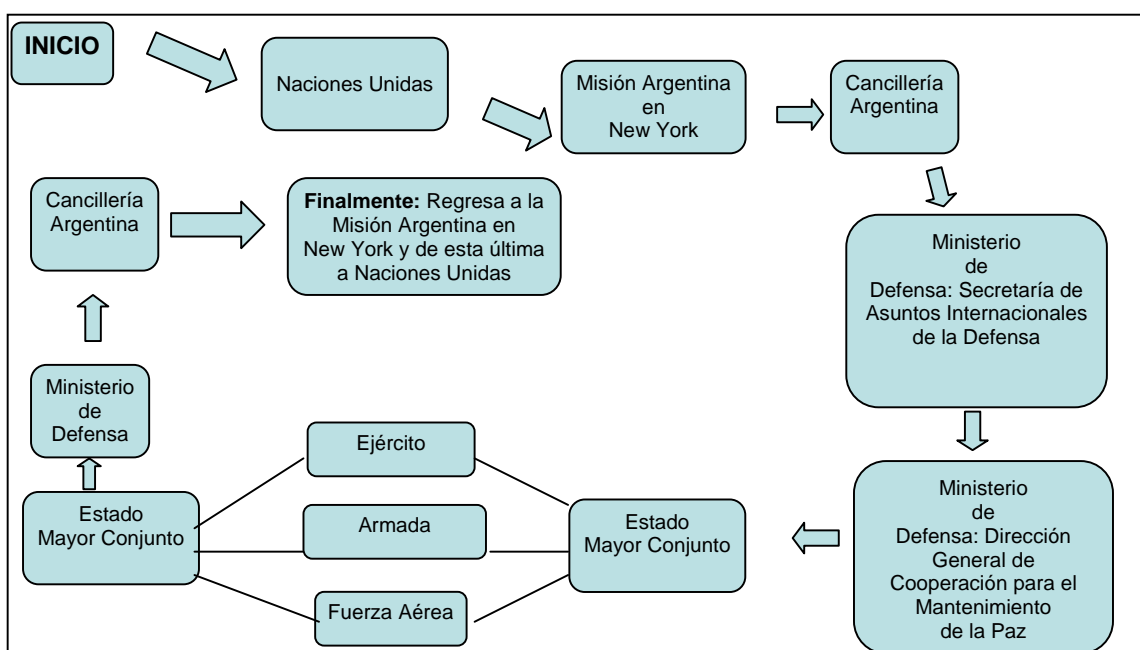 INICIO
Naciones Unidas
Misión Argentina
en
New York
Cancillería
Argentina
Ministerio
de
Defensa: Secretaría de
Asuntos Internacionales
de la Defensa
Ministerio
de
Defensa: Dirección
General de
Cooperación para el
Mantenimiento
de la Paz
Estado
Mayor Conjunto
Ejército
Armada
Fuerza Aérea
Estado
Mayor Conjunto
Ministerio
de
Defensa
Cancillería
Argentina
Finalmente: Regresa a la
Misión Argentina en
New York y de esta última
a Naciones Unidas